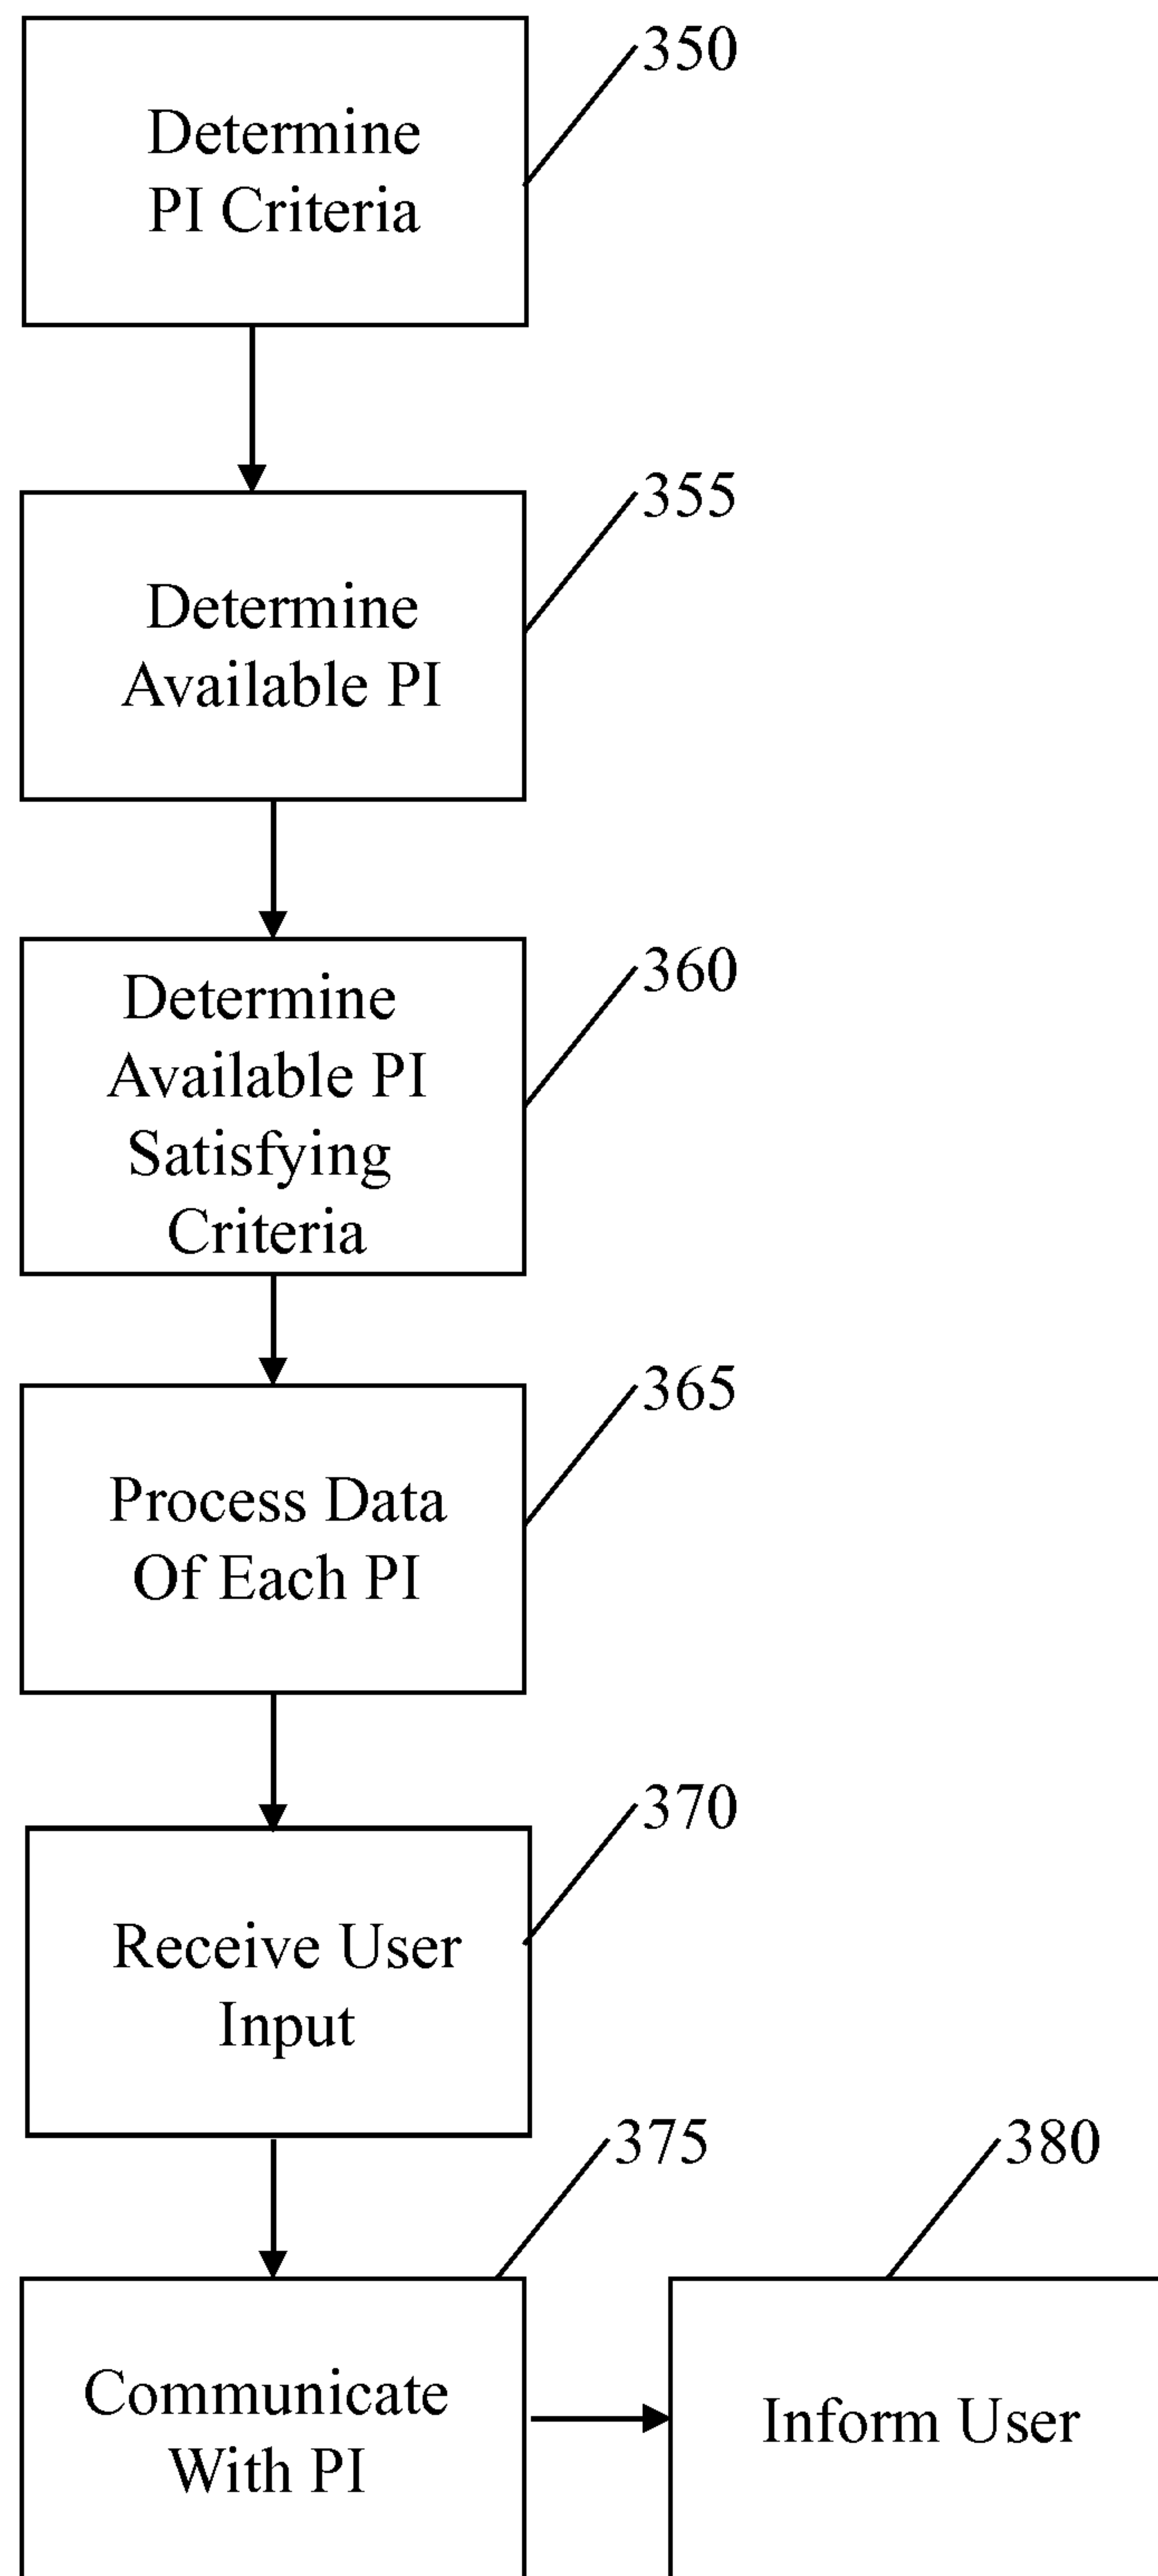 350
Determine
PI Criteria
355
Determine
Available PI
360
Determine
Available PI
Satisfying
Criteria
365
Process Data
Of Each PI
370
Receive User
Input
375
380
Communicate
With PI
Inform User